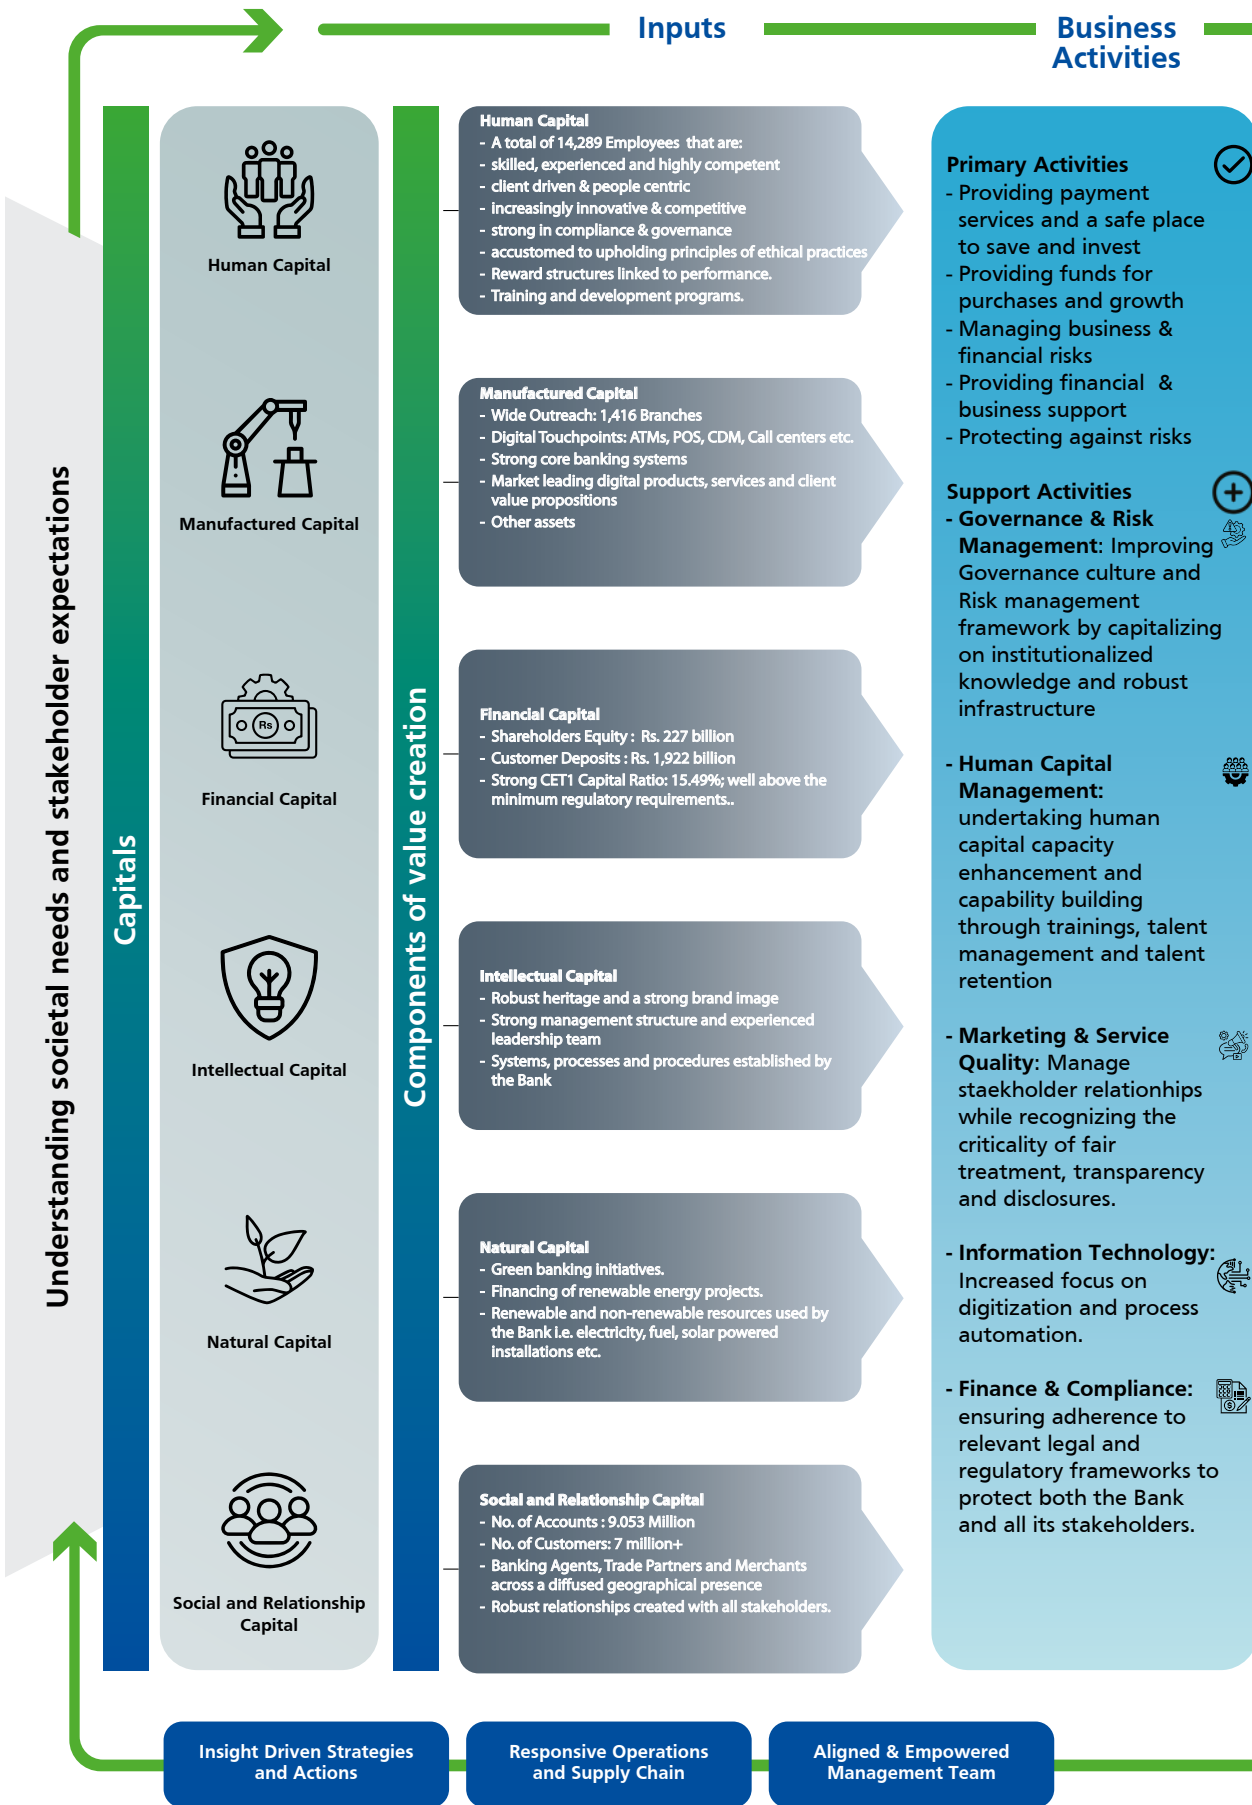 Inputs
Business
Activities
Understanding societal needs and stakeholder expectations
Capitals
Human Capital
Manufactured Capital
Rs
Financial Capital
Intellectual Capital
Natural Capital
Social and Relationship
Capital
Components of value creation
Human Capital
- A total of 14,289 Employees that are:
- skilled, experienced and highly competent
- client driven & people centric
- increasingly innovative & competitive
- strong in compliance & governance
- accustomed to upholding principles of ethical practices
- Reward structures linked to performance.
- Training and development programs.
Manufactured Capital
- Wide Outreach: 1,416 Branches
- Digital Touchpoints: ATMs, POS, CDM, Call centers etc.
- Strong core banking systems
- Market leading digital products, services and client
value propositions
- Other assets
Financial Capital
- Shareholders Equity : Rs. 227 billion
- Customer Deposits : Rs. 1,922 billion
- Strong CET1 Capital Ratio: 15.49%; well above the
minimum regulatory requirements..
Intellectual Capital
- Robust heritage and a strong brand image
- Strong management structure and experienced
leadership team
- Systems, processes and procedures established by
the Bank
Natural Capital
- Green banking initiatives.
- Financing of renewable energy projects.
- Renewable and non-renewable resources used by
the Bank i.e. electricity, fuel, solar powered
installations etc.
Social and Relationship Capital
- No. of Accounts : 9.053 Million
- No. of Customers: 7 million+
- Banking Agents, Trade Partners and Merchants
across a diffused geographical presence
- Robust relationships created with all stakeholders.
Primary Activities
- Providing payment
services and a safe place
to save and invest
- Providing funds for
purchases and growth
- Managing business &
financial risks
- Providing financial &
business support
- Protecting against risks
Support Activities
- Governance & Risk
Management: Improving
Governance culture and
Risk management
framework by capitalizing
on institutionalized
knowledge and robust
infrastructure
- Human Capital
Management:
undertaking human
capital capacity
enhancement and
capability building
through trainings, talent
management and talent
retention
- Marketing & Service
Quality: Manage
staekholder relationhips
while recognizing the
criticality of fair
treatment, transparency
and disclosures.
- Information Technology:
Increased focus on
digitization and process
automation.
- Finance & Compliance:
ensuring adherence to
relevant legal and
regulatory frameworks to
protect both the Bank
and all its stakeholders.
Insight Driven Strategies
and Actions
Responsive Operations
and Supply Chain
Aligned & Empowered
Management Team